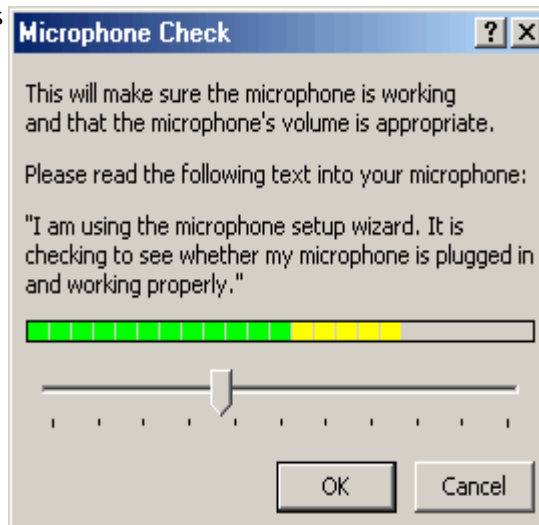 s
Microphone Check
? X
This will make sure the microphone is working
and that the microphone's volume is appropriate.
Please read the following text into your microphone:
"I am using the microphone setup wizard. It is
checking to see whether my microphone is plugged in
and working properly."
OK Cancel